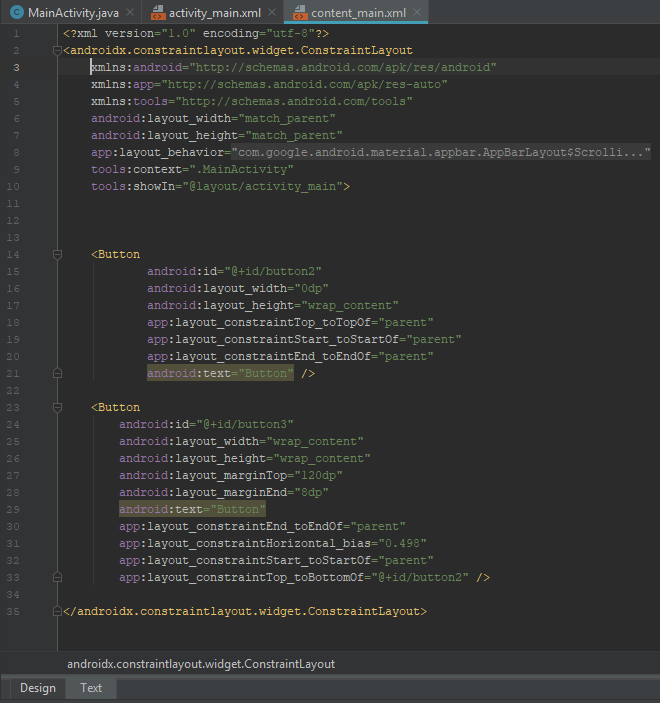 MainActivity.java activity_main.xml content_main.xml
1 <?xml version="1.0" encoding="utf-8"?>
2 <androidx.constraintlayout.widget.ConstraintLayout
3 xmlns:android="http://schemas.android.com/apk/res/android"
4 xmlns:app="http://schemas.android.com/apk/res-auto"
5 xmlns:tools="http://schemas.android.com/tools"
6 android:layout_width="match_parent"
7 android:layout_height="match_parent"
8 app:layout_behavior="com.google.android.material.appbar.AppBarLayout$Scrolli..."
9 tools:context=".MainActivity"
10 tools:showIn="@layout/activity_main">
11
12
13
14 <Button
15 android:id="@+id/button2"
16 android:layout_width="0dp"
17 android:layout_height="wrap_content"
18 app:layout_constraintTop_toTopOf="parent"
19 app:layout_constraintStart_toStartOf="parent"
20 app:layout_constraintEnd_toEndOf="parent"
21 android:text="Button" />
22
23 <Button
24 android:id="@+id/button3"
25 android:layout_width="wrap_content"
26 android:layout_height="wrap_content"
27 android:layout_marginTop="120dp"
28 android:layout_marginEnd="8dp"
29 android:text="Button"
30 app:layout_constraintEnd_toEndOf="parent"
31 app:layout_constraintHorizontal_bias="0.498"
32 app:layout_constraintStart_toStartOf="parent"
33 app:layout_constraintTop_toBottomOf="@+id/button2" />
34
35 </androidx.constraintlayout.widget.ConstraintLayout>
androidx.constraintlayout.widget.ConstraintLayout
Design Text